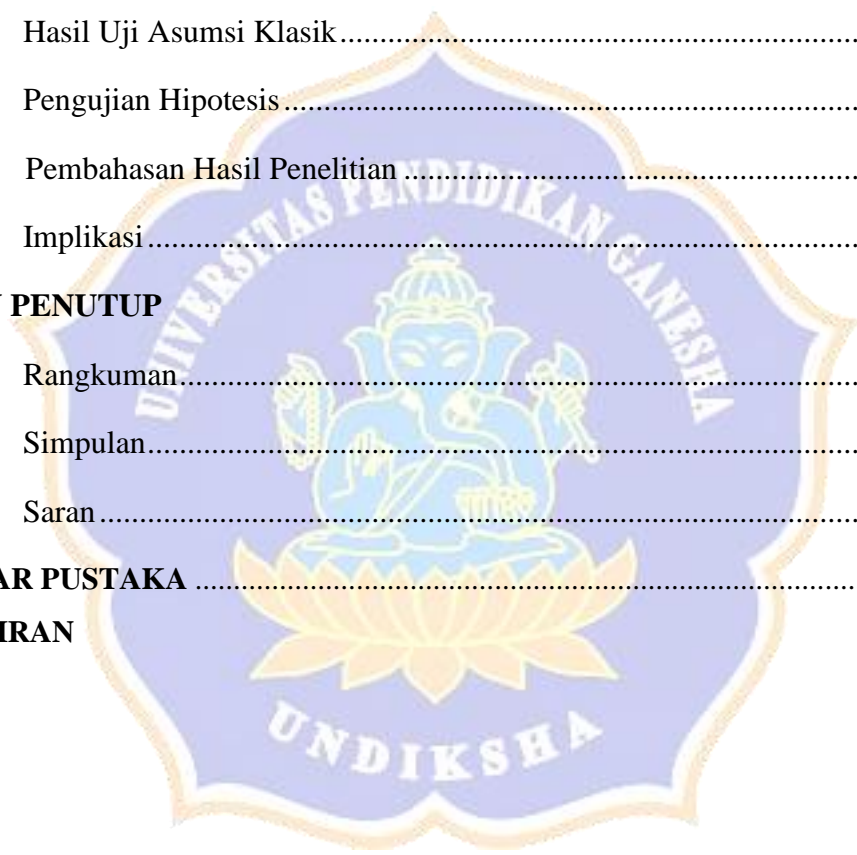 Hasil Uji Asumsi Klasik
Pengujian Hipotesis
Pembahasan Hasil Penelitian
Implikasi
PENUTUP
Rangkuman
Simpulan
Saran
AR PUSTAKA
IRAN
UNIVERSITAS PENDIDIKAN GANESHA
UNDIKSHA